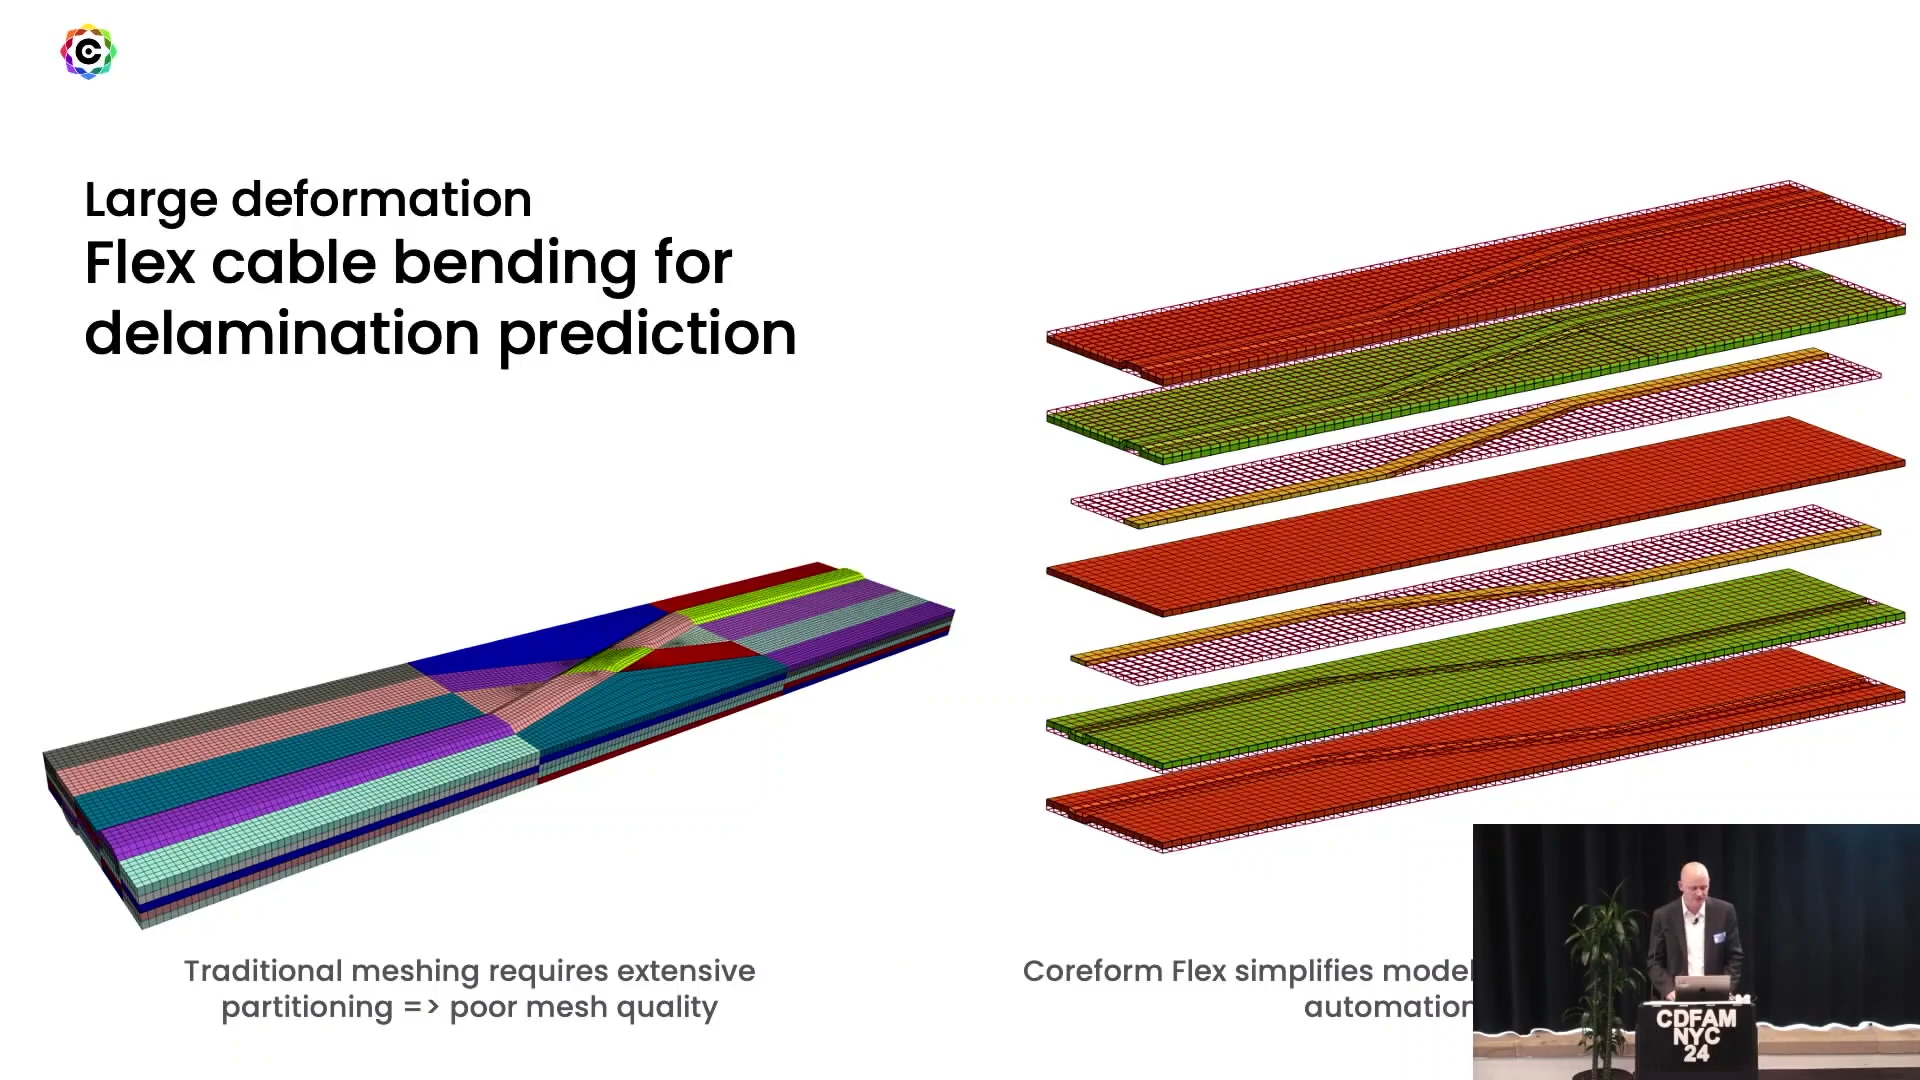 Large deformation
Flex cable bending for
delamination prediction
Traditional meshing requires extensive
partitioning => poor mesh quality
Coreform Flex simplifies model
automation
CDFAM
NYC
24